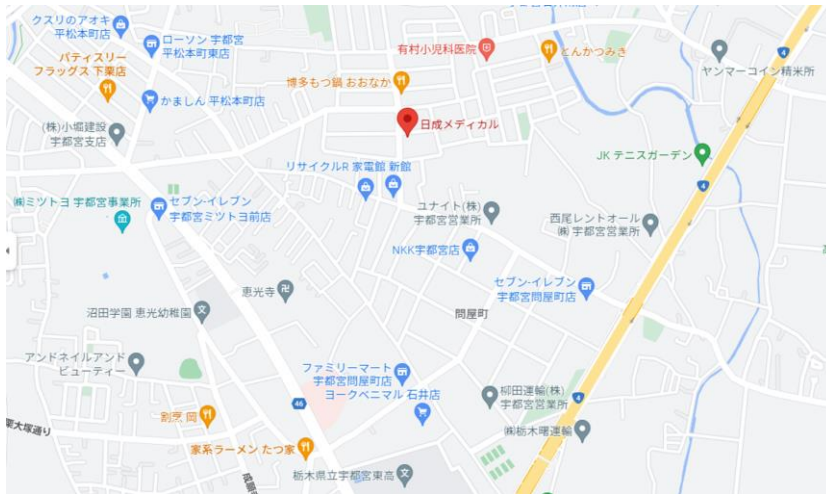 クスリのアオキ
平松本町店
ローソン 宇都宮
平松本町東店
有村小児科医院
とんかつみき
4
ヤンマーコイン精米所
パティスリー
フラッグス 下栗店
博多もつ鍋 おおなか
かましん 平松本町店
日成メディカル
(株)小堀建設
宇都宮支店
JK テニスガーデン
リサイクルR 家電館 新館
4
㈱ミツトヨ 宇都宮事業所
セブン-イレブン
宇都宮ミツトヨ前店
ユナイト(株)
宇都宮営業所
西尾レントオール
㈱ 宇都宮営業所
NKK宇都宮店
恵光寺
セブン-イレブン
宇都宮問屋町店
沼田学園 恵光幼稚園
文
問屋町
アンドネイルアンド
ビューティー
ファミリーマート
宇都宮問屋町店
ヨークベニマル 石井店
柳田運輸(株)
宇都宮営業所
4
46
割烹 岡
大塚通り
㈱栃木曙運輸
家系ラーメン たつ家
栃木県立宇都宮東高
文